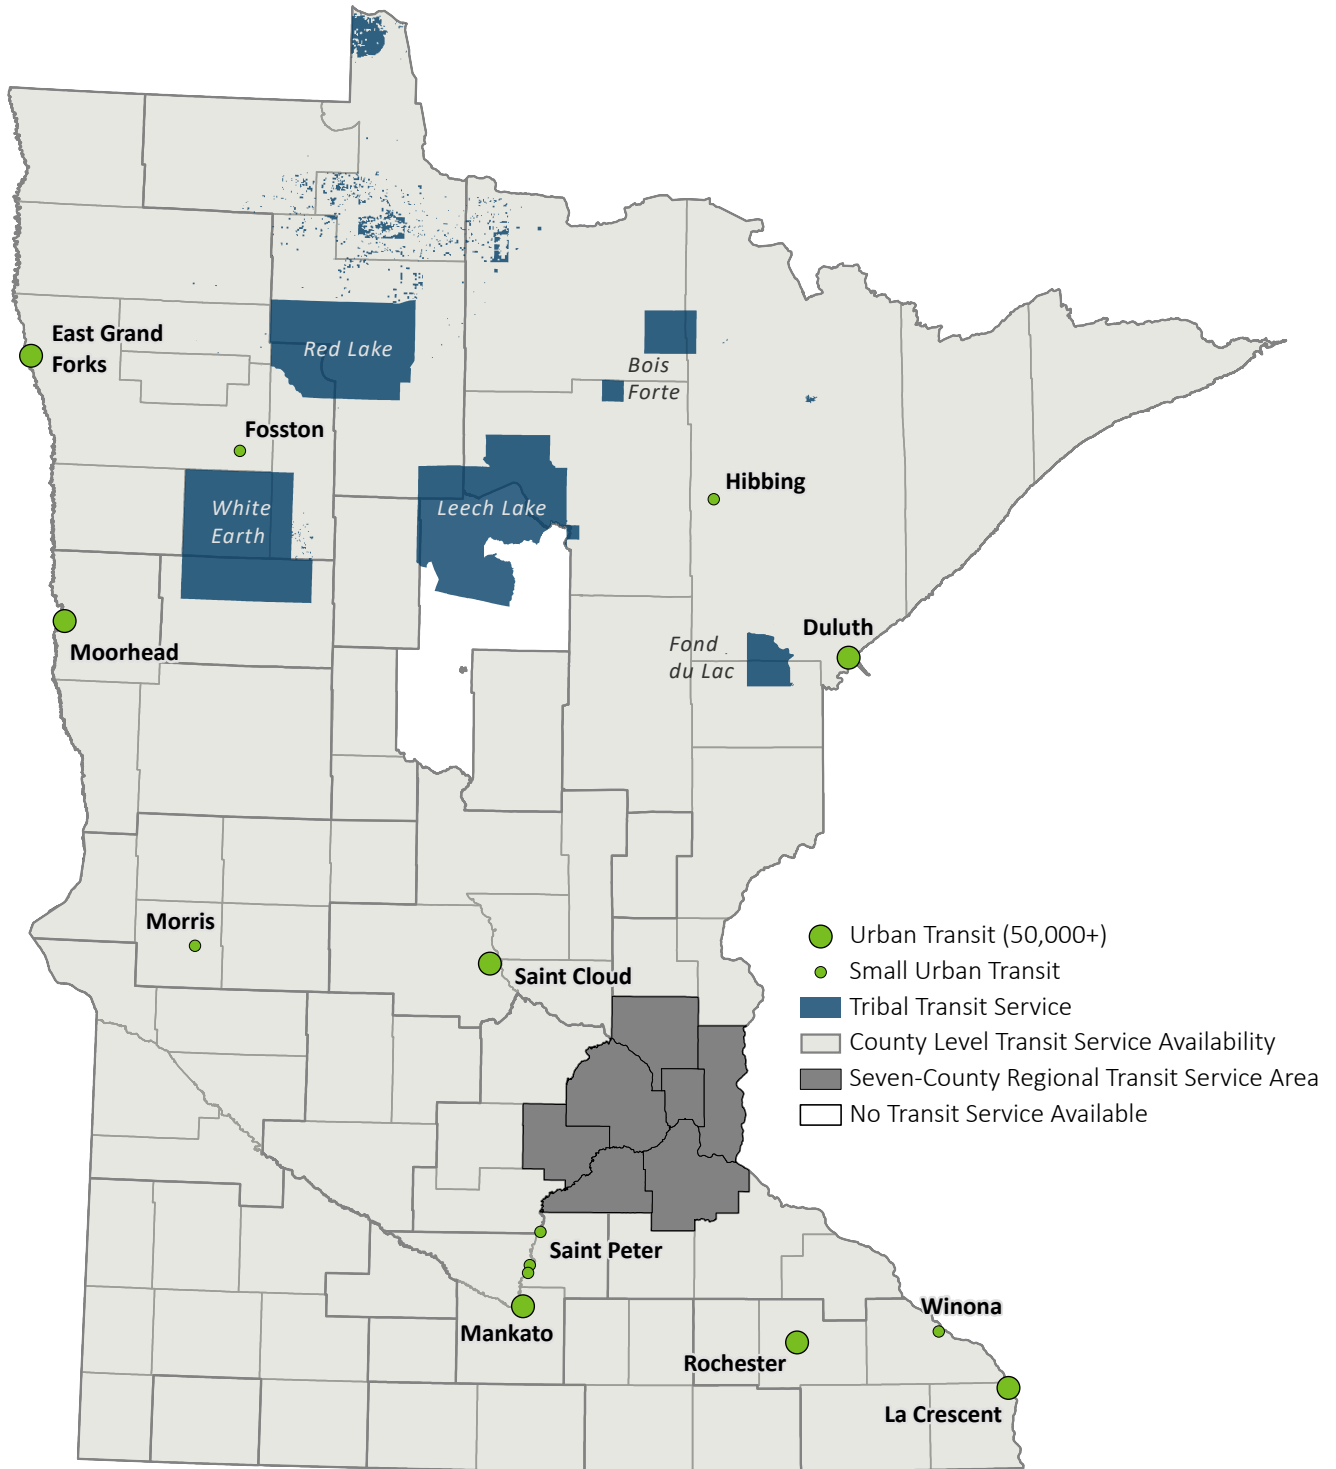 East Grand
Forks
Red Lake
Bois
Forte
Fosston
Hibbing
White
Earth
Leech Lake
Duluth
Moorhead
Fond
du Lac
Morris
Saint Cloud
Urban Transit (50,000+)
Small Urban Transit
Tribal Transit Service
County Level Transit Service Availability
Seven-County Regional Transit Service Area
No Transit Service Available
Saint Peter
Mankato
Winona
Rochester
La Crescent